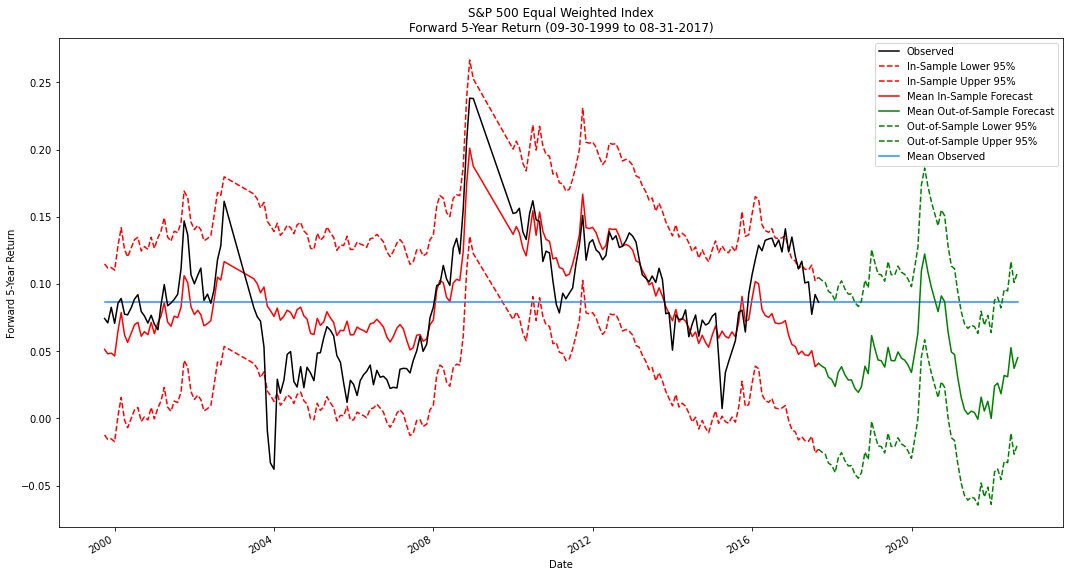 S&P 500 Equal Weighted Index
Forward 5-Year Return (09-30-1999 to 08-31-2017)
Observed
In-Sample Lower 95%
In-Sample Upper 95%
Mean In-Sample Forecast
Mean Out-of-Sample Forecast
Out-of-Sample Lower 95%
Out-of-Sample Upper 95%
Mean Observed
Forward 5-Year Return
0.25
0.20
0.15
0.10
0.05
0.00
−0.05
2000
2004
2008
2012
2016
2020
Date